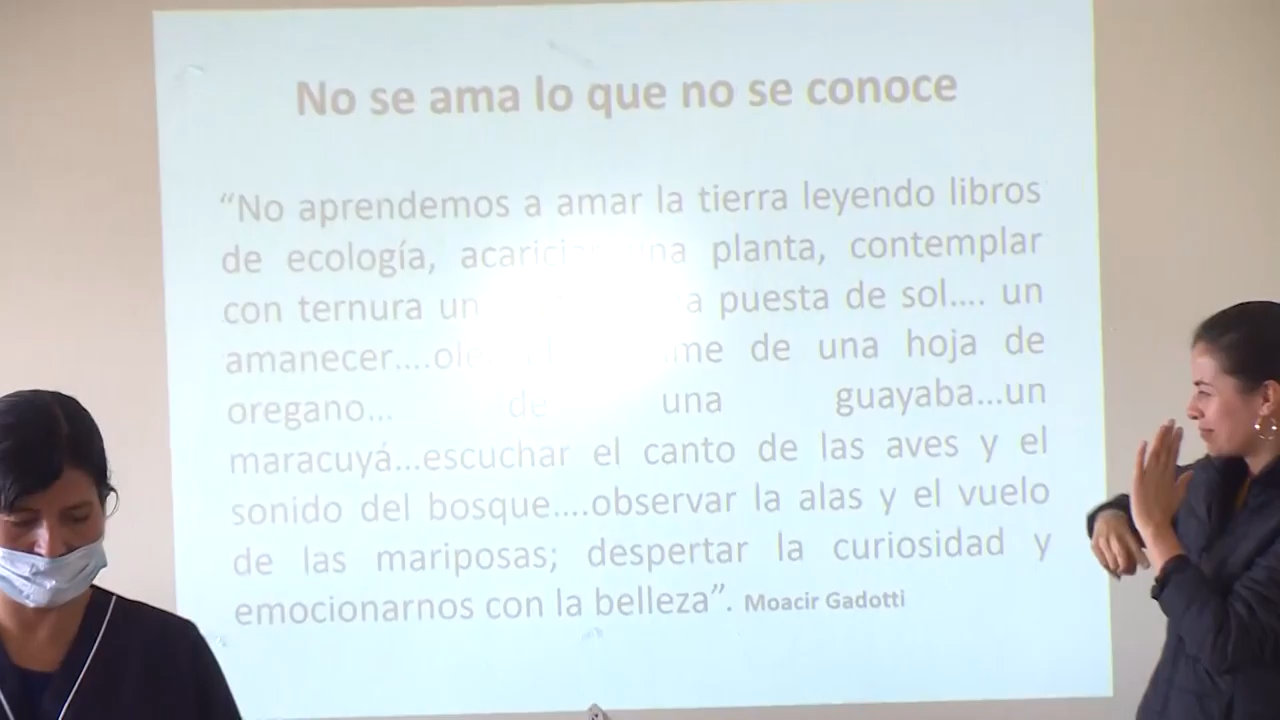 No se ama lo que no se conoce
“No aprendemos a amar la tierra leyendo libros
de ecología, planta, contemplar
con ternura puesta de sol.... un
amanecer.... de una hoja de
oregano... de una guayaba...un
maracuyá...escuchar el canto de las aves y el
sonido del bosque....observar la alas y el vuelo
de las mariposas; despertar la curiosidad y
emocionarnos con la belleza”. Moacir Gadotti